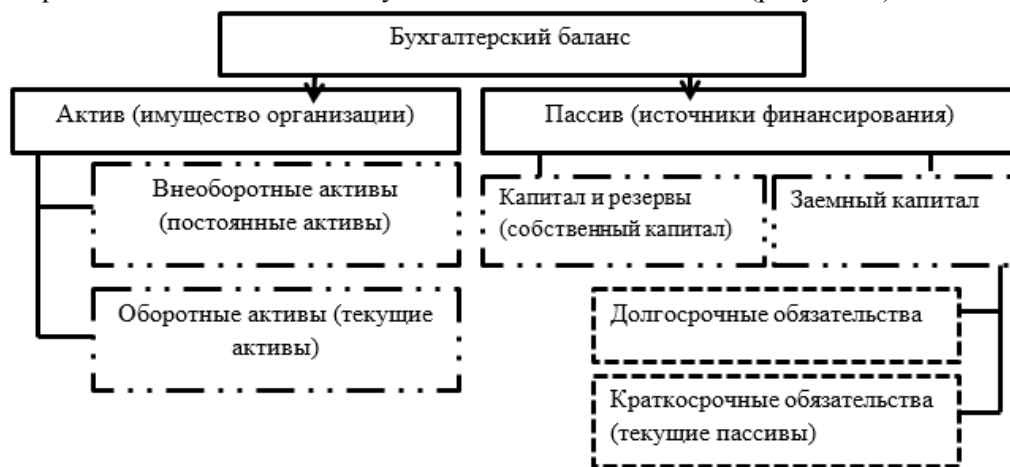 Бухгалтерский баланс
Актив (имущество организации)
Пассив (источники финансирования)
Внеоборотные активы
(постоянные активы)
Капитал и резервы
(собственный капитал)
Заемный капитал
Оборотные активы (текущие
активы)
Долгосрочные обязательства
Краткосрочные обязательства
(текущие пассивы)